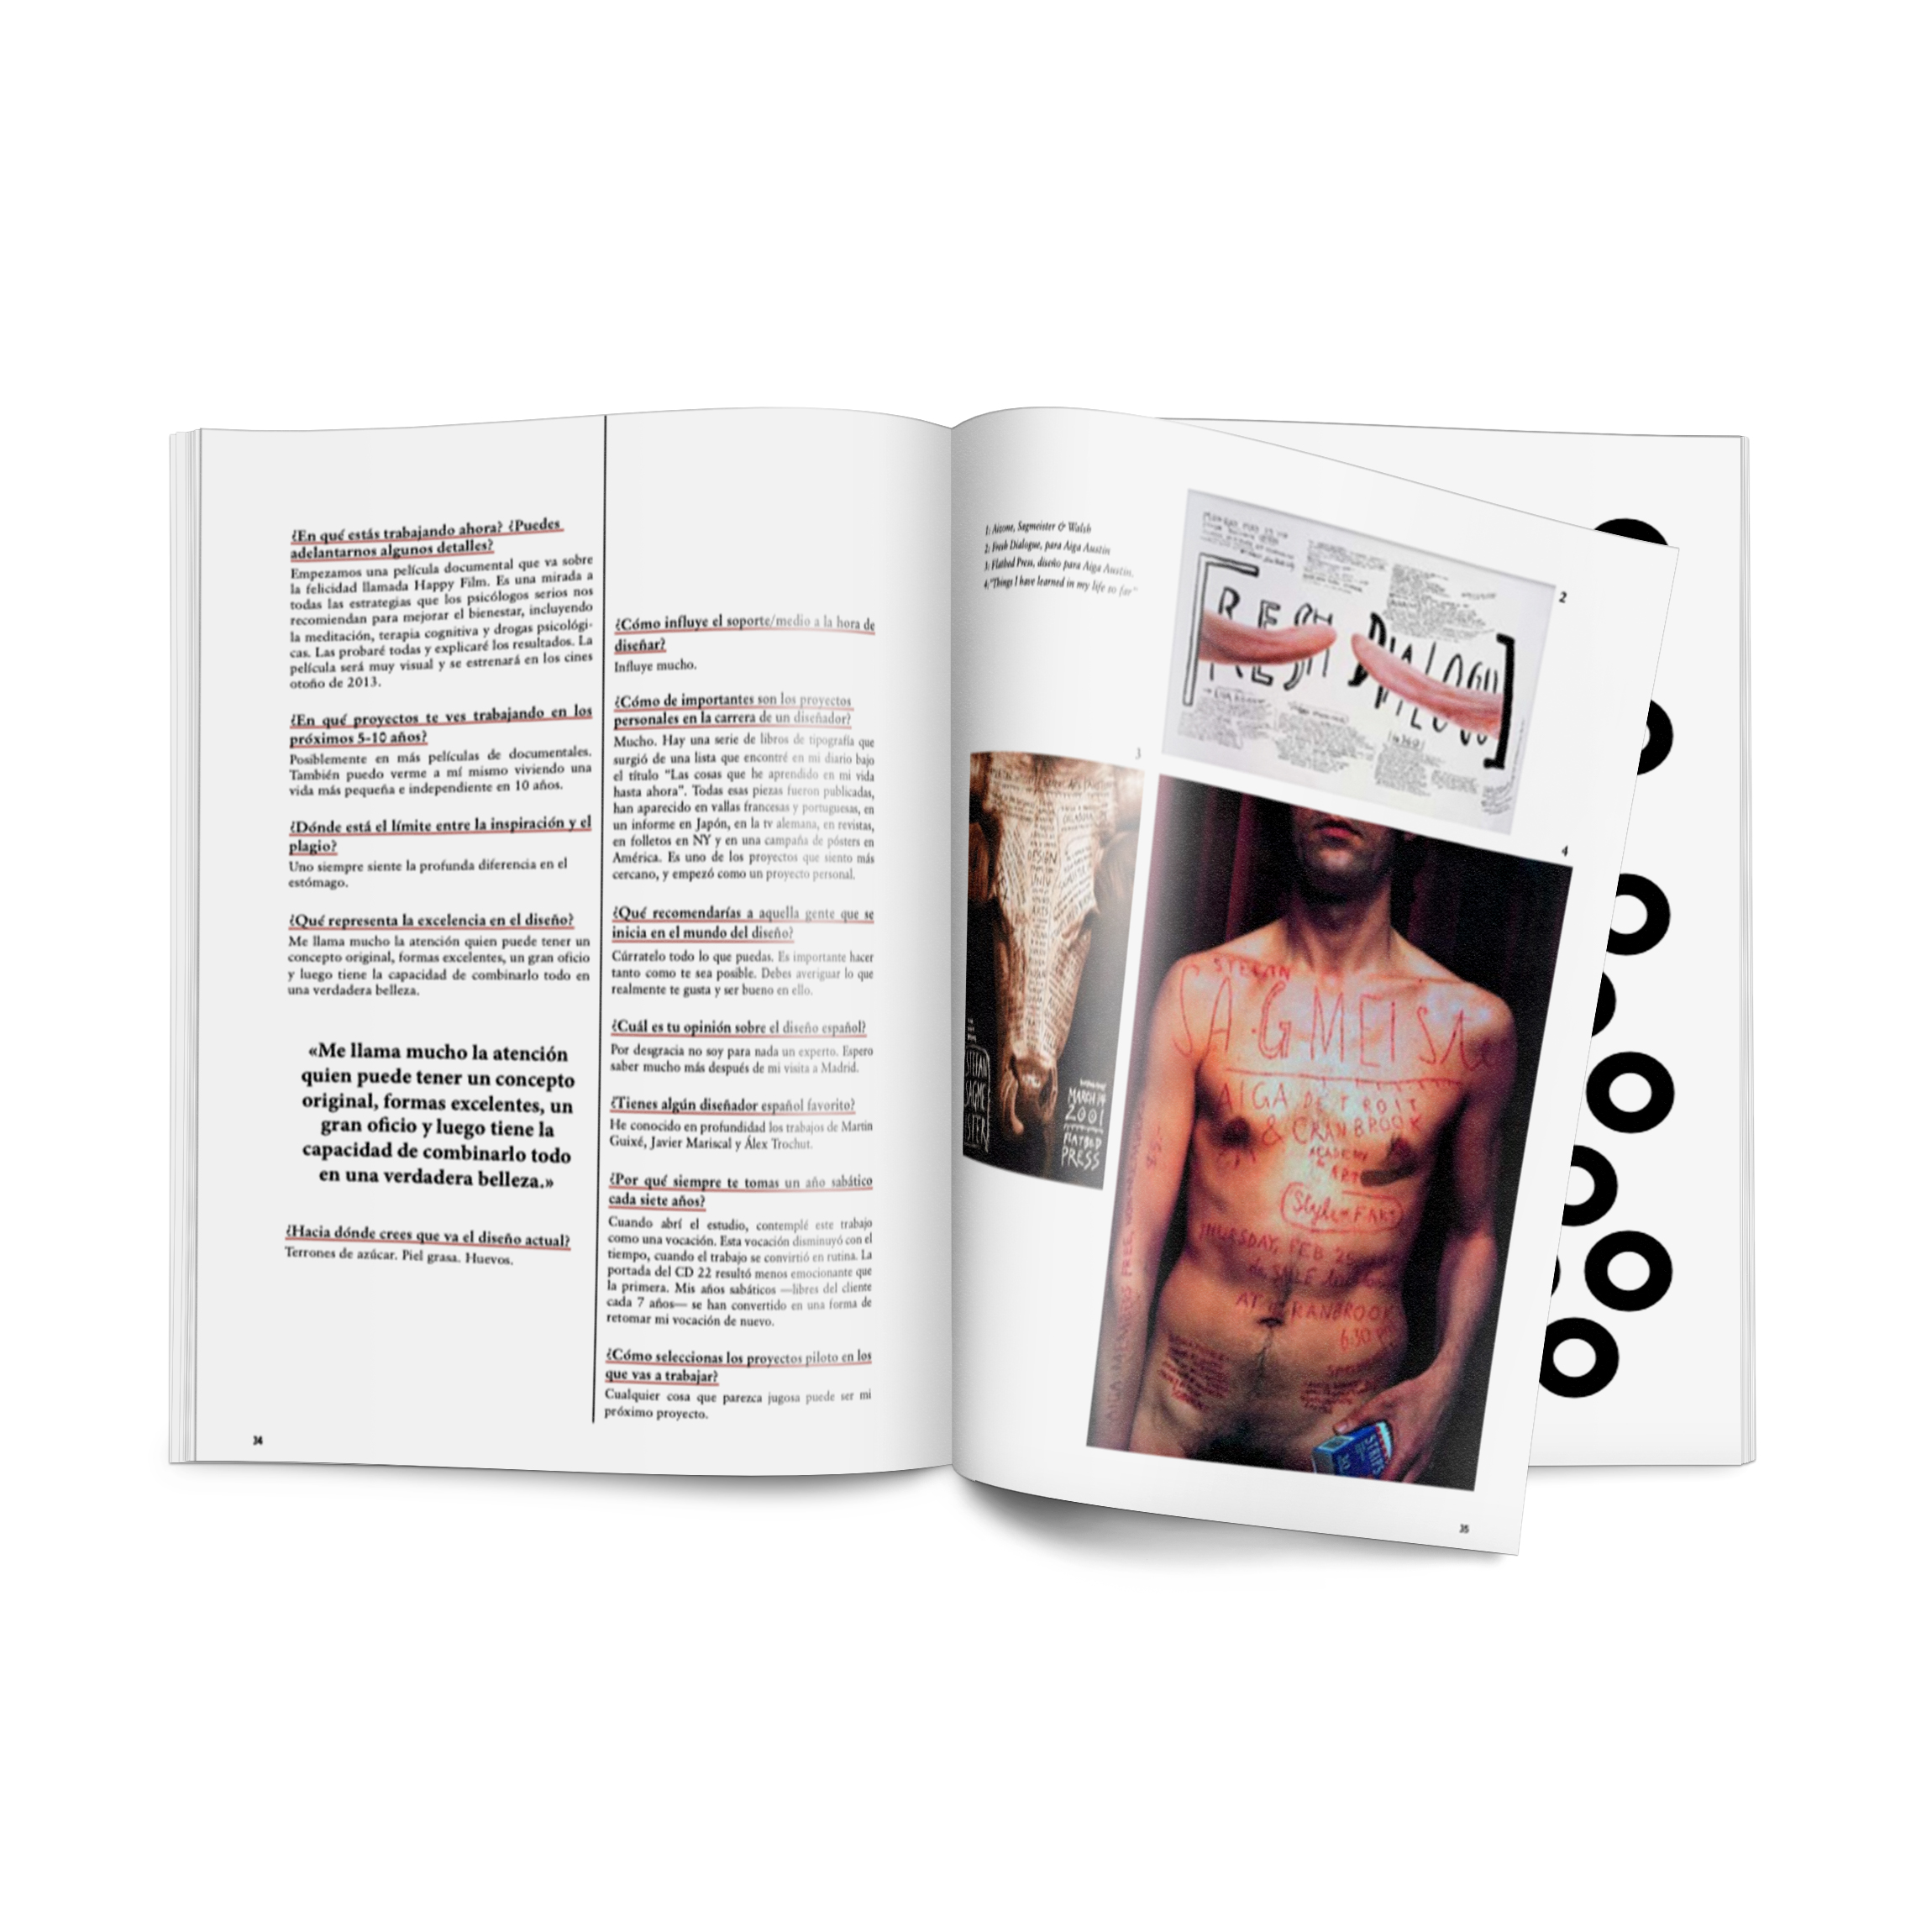 ¿En qué estás trabajando ahora? ¿Puedes
adelantarnos algunos detalles?
Empezamos una película documental que va sobre
la felicidad llamada Happy Film. Es una mirada a
todas las estrategias que los psicólogos serios nos
recomiendan para mejorar el bienestar, incluyendo
la meditación, terapia cognitiva y drogas psicológi-
cas. Las probaré todas y explicaré los resultados. La
película será muy visual y se estrenará en los cines
otoño de 2013.
¿En qué proyectos te ves trabajando en los
próximos 5-10 años?
Posiblemente en más películas de documentales.
También puedo verme a mí mismo viviendo una
vida más pequeña e independiente en 10 años.
¿Dónde está el límite entre la inspiración y el
plagio?
Uno siempre siente la profunda diferencia en el
estómago.
¿Qué representa la excelencia en el diseño?
Me llama mucho la atención quien puede tener un
concepto original, formas excelentes, un gran oficio
y luego tiene la capacidad de combinarlo todo en
una verdadera belleza.
«Me llama mucho la atención
quien puede tener un concepto
original, formas excelentes, un
gran oficio y luego tiene la
capacidad de combinarlo todo
en una verdadera belleza.»
¿Hacia dónde crees que va el diseño actual?
Terrones de azúcar. Piel grasa. Huevos.
34
¿Cómo influye el soporte/medio a la hora de
diseñar?
Influye mucho.
¿Cómo de importantes son los proyectos
personales en la carrera de un diseñador?
Mucho. Hay una serie de libros de tipografía que
surgió de una lista que encontré en mi diario bajo
el título "Las cosas que he aprendido en mi vida
hasta ahora". Todas esas piezas fueron publicadas,
han aparecido en vallas francesas y portuguesas, en
un informe en Japón, en la tv alemana, en revistas,
en folletos en NY y en una campaña de pósters en
América. Es uno de los proyectos que siento más
cercano, y empezó como un proyecto personal.
¿Qué recomendarías a aquella gente que se
inicia en el mundo del diseño?
Cúrratelo todo lo que puedas. Es importante hacer
tanto como te sea posible. Debes averiguar lo que
realmente te gusta y ser bueno en ello.
¿Cuál es tu opinión sobre el diseño español?
Por desgracia no soy para nada un experto. Espero
saber mucho más después de mi visita a Madrid.
¿Tienes algún diseñador español favorito?
He conocido en profundidad los trabajos de Martin
Guixé, Javier Mariscal y Álex Trochut.
¿Por qué siempre te tomas un año sabático
cada siete años?
Cuando abrí el estudio, contemplé este trabajo
como una vocación. Esta vocación disminuyó con el
tiempo, cuando el trabajo se convirtió en rutina. La
portada del CD 22 resultó menos emocionante que
la primera. Mis años sabáticos —libres del cliente
cada 7 años— se han convertido en una forma de
retomar mi vocación de nuevo.
¿Cómo seleccionas los proyectos piloto en los
que vas a trabajar?
Cualquier cosa que parezca jugosa puede ser mi
próximo proyecto.
1: Aizone, Sagmeister & Walsh
2: Fresh Dialogue, para Aiga Austin
3: Flatbed Press, diseño para Aiga Austin.
4:"Things I have learned in my life so far"
2
FRESH DIALOGUE
3
DESIGN
STEFAN
SAGME
ISTER
MARCH 14
2001
FLATBED
PRESS
4
STEFAN
SAGMEISTER
AIGA DETROIT
& CRANBROOK
ACADEMY
ART
Style=FART
THURSDAY, FEB 25
AT CRANBROOK
6:30
STRIPS
35